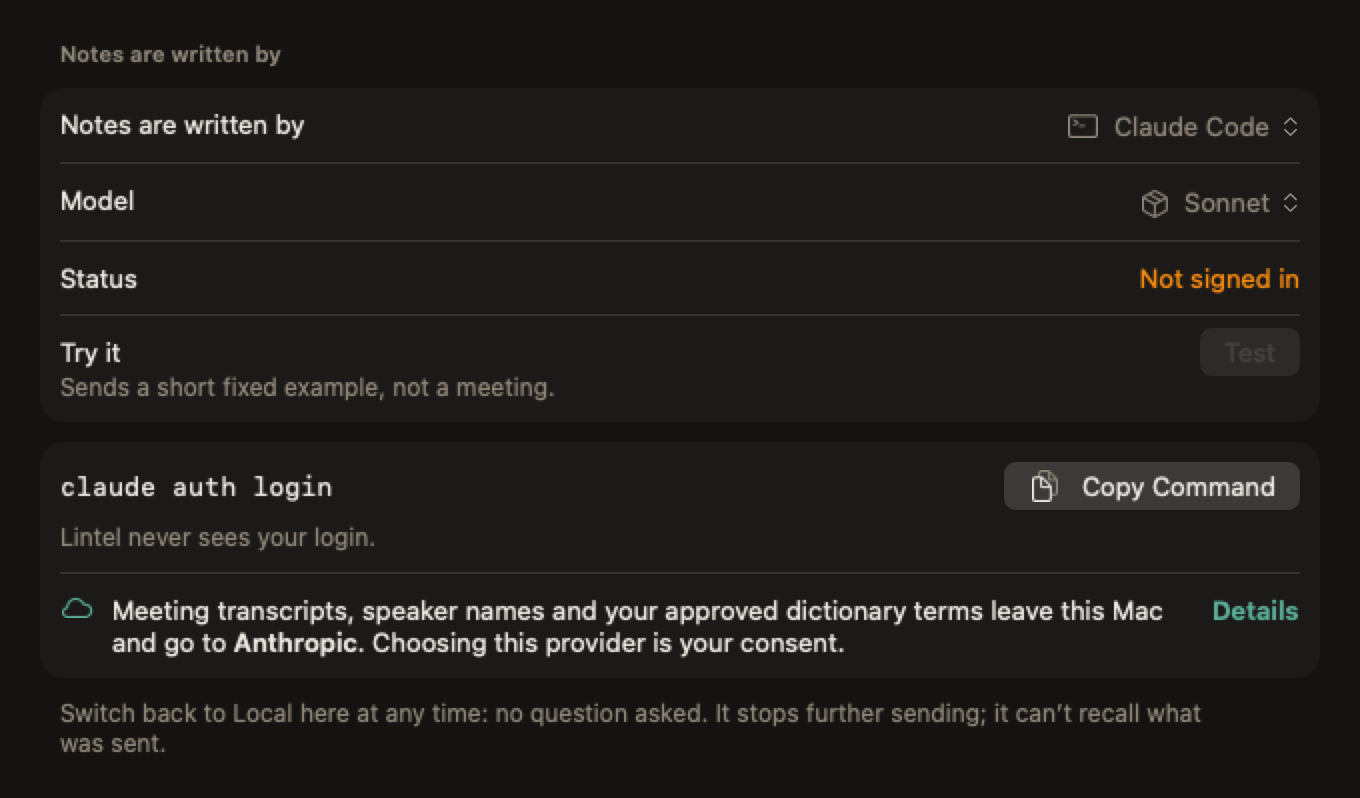 Notes are written by
Notes are written by
Claude Code
Model
Sonnet
Status
Not signed in
Try it
Test
Sends a short fixed example, not a meeting.
claude auth login
Copy Command
Lintel never sees your login.
Meeting transcripts, speaker names and your approved dictionary terms leave this Mac
Details
and go to Anthropic. Choosing this provider is your consent.
Switch back to Local here at any time: no question asked. It stops further sending; it can’t recall what
was sent.